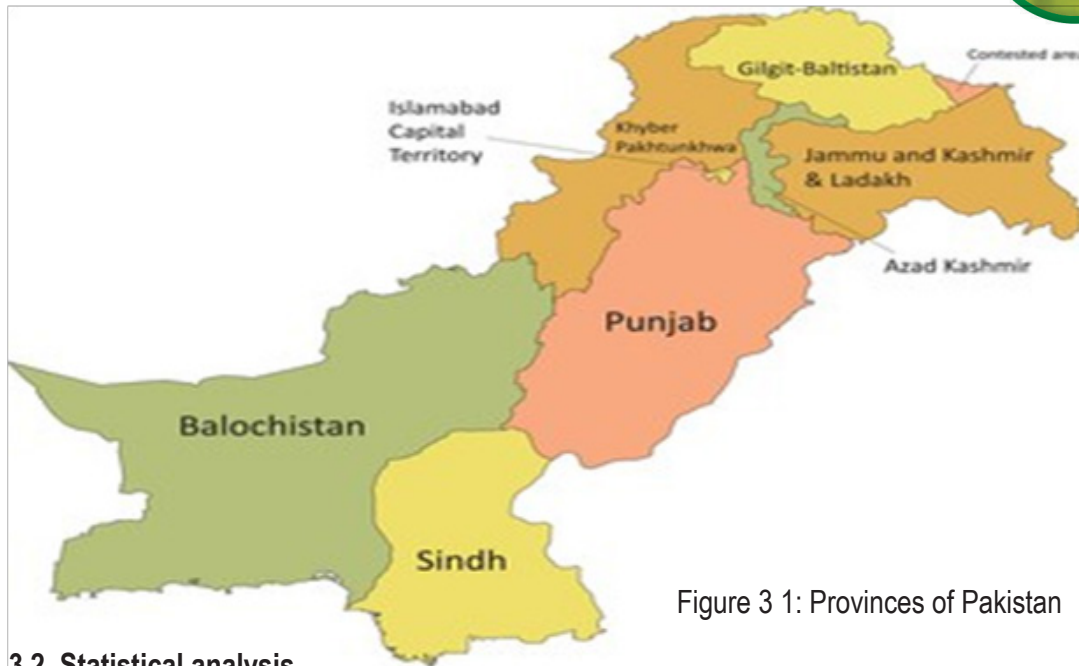 Gilgit-Baltistan
Contested area
Islamabad
Capital
Territory
Khyber
Pakhtunkhwa
Jammu and Kashmir
& Ladakh
Azad Kashmir
Punjab
Balochistan
Sindh
Figure 3 1: Provinces of Pakistan
3.2 Statistical analysis